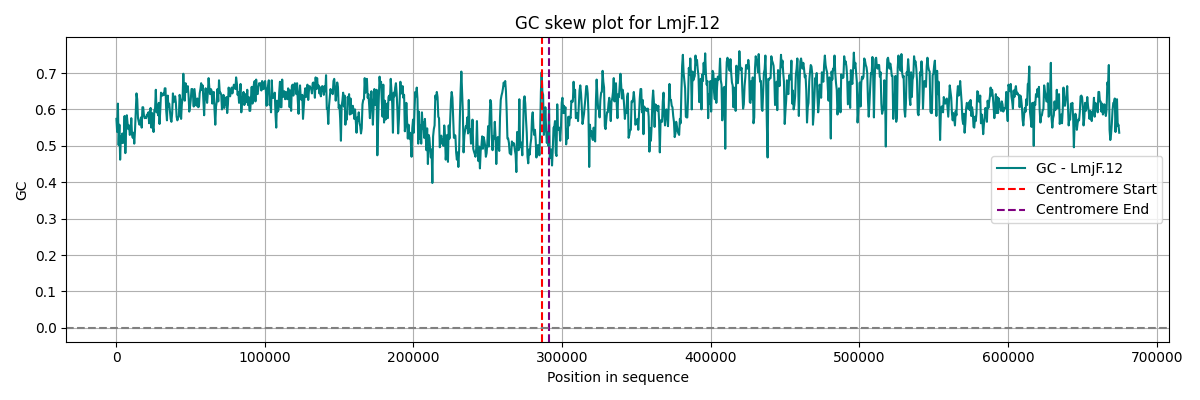 GC skew plot for LmjF.12
GC
0.7
0.6
0.5
0.4
0.3
0.2
0.1
0.0
GC - LmjF.12
Centromere Start
Centromere End
0 100000 200000 300000 400000 500000 600000 700000
Position in sequence